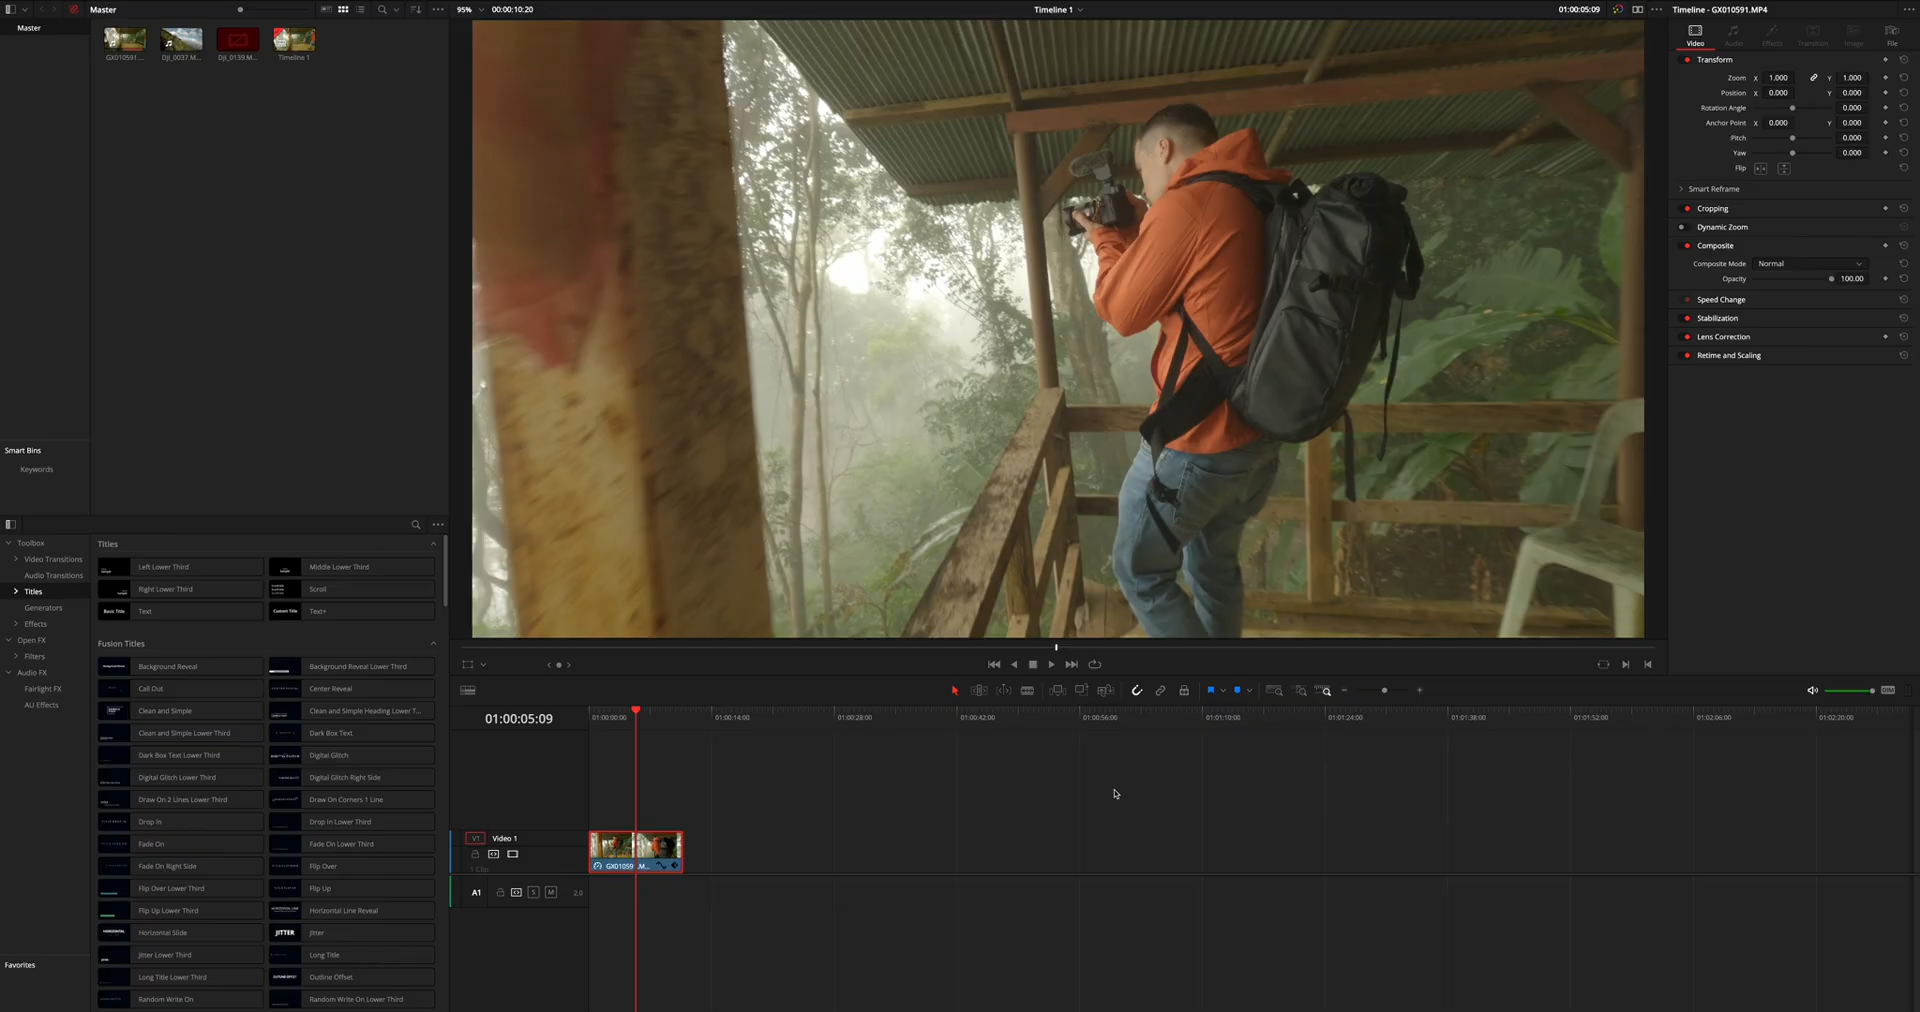 Master
95%
00:00:10:20
Timeline 1
01:00:05:09
Timeline - GX010591.MP4
Master
GX010591....
DJI_0037.M...
DJI_0139.M...
Timeline 1
Video
Audio
Effects
Transition
Image
File
Transform
Zoom X 1.000 Y 1.000
Position X 0.000 Y 0.000
Rotation Angle 0.000
Anchor Point X 0.000 Y 0.000
Pitch 0.000
Yaw 0.000
Flip
Smart Reframe
Cropping
Dynamic Zoom
Composite
Composite Mode Normal
Opacity 100.00
Speed Change
Stabilization
Lens Correction
Retime and Scaling
Smart Bins
Keywords
Toolbox
Video Transitions
Audio Transitions
Titles
Generators
Effects
Open FX
Filters
Audio FX
Fairlight FX
AU Effects
Favorites
Titles
Left Lower Third
Middle Lower Third
Right Lower Third
Scroll
Basic Title Text
Custom Title Text+
Fusion Titles
Background Reveal
Background Reveal Lower Third
Call Out
Center Reveal
Clean and Simple
Clean and Simple Heading Lower T...
Clean and Simple Lower Third
Dark Box Text
Dark Box Text Lower Third
Digital Glitch
Digital Glitch Lower Third
Digital Glitch Right Side
Draw On 2 Lines Lower Third
Draw On Corners 1 Line
Drop In
Drop In Lower Third
Fade On
Fade On Lower Third
Fade On Right Side
Flip Over
Flip Over Lower Third
Flip Up
Flip Up Lower Third
Horizontal Line Reveal
HORIZONTAL Horizontal Slide
JITTER Jitter
Jitter Lower Third
Long Title
Long Title Lower Third
OUTLINE OFFSET Outline Offset
Random Write On
Random Write On Lower Third
DIM
01:00:05:09
01:00:00:00
01:00:14:00
01:00:28:00
01:00:42:00
01:00:56:00
01:01:10:00
01:01:24:00
01:01:38:00
01:01:52:00
01:02:06:00
01:02:20:00
V1 Video 1
1 Clip
GX01059
.M...
A1 S M 2.0